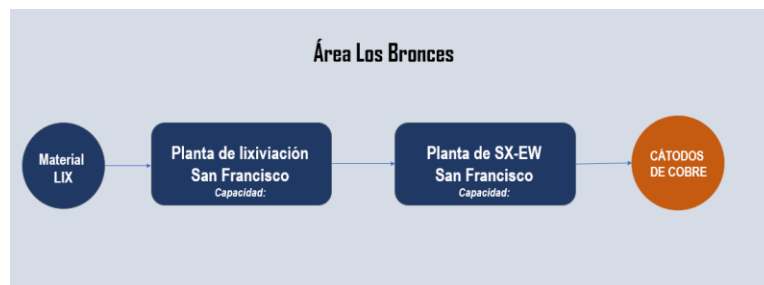 Área Los Bronces
Material
LIX
Planta de lixiviación
San Francisco
Capacidad:
Planta de SX-EW
San Francisco
Capacidad:
CÁTODOS
DE COBRE